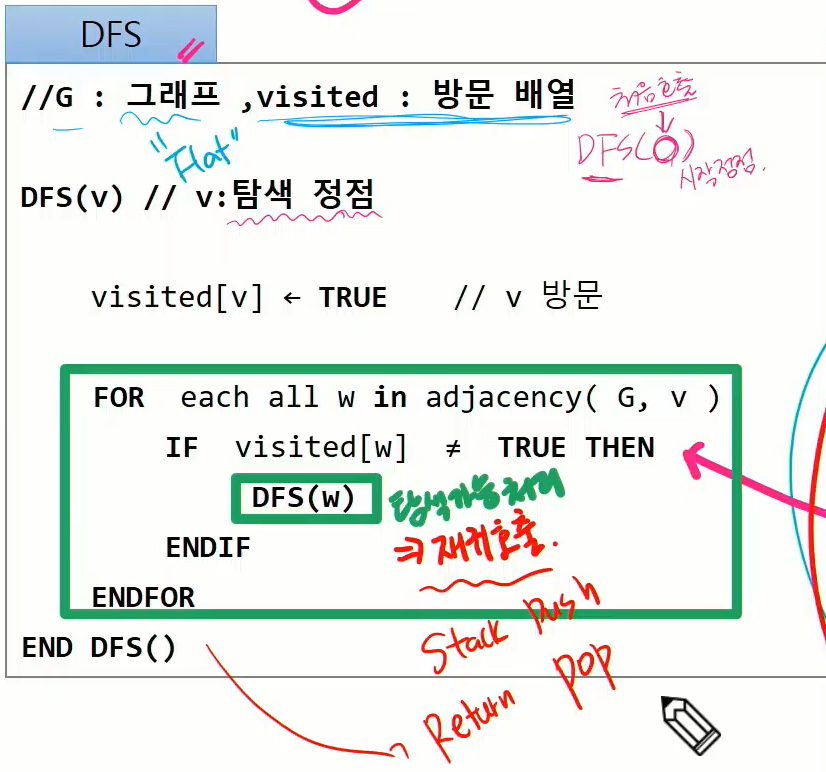 DFS
//G : 그래프 ,visited : 방문 배열
처음호출
"Flat"
DFS(0)
시작정점.
DFS(v) // v:탐색 정점
visited[v] ← TRUE // v 방문
FOR each all w in adjacency( G, v )
IF visited[w] ≠ TRUE THEN
DFS(w) 탐색가능처리
ENDIF ⇒ 재귀호출.
ENDFOR
Stack push
END DFS()
Return pop